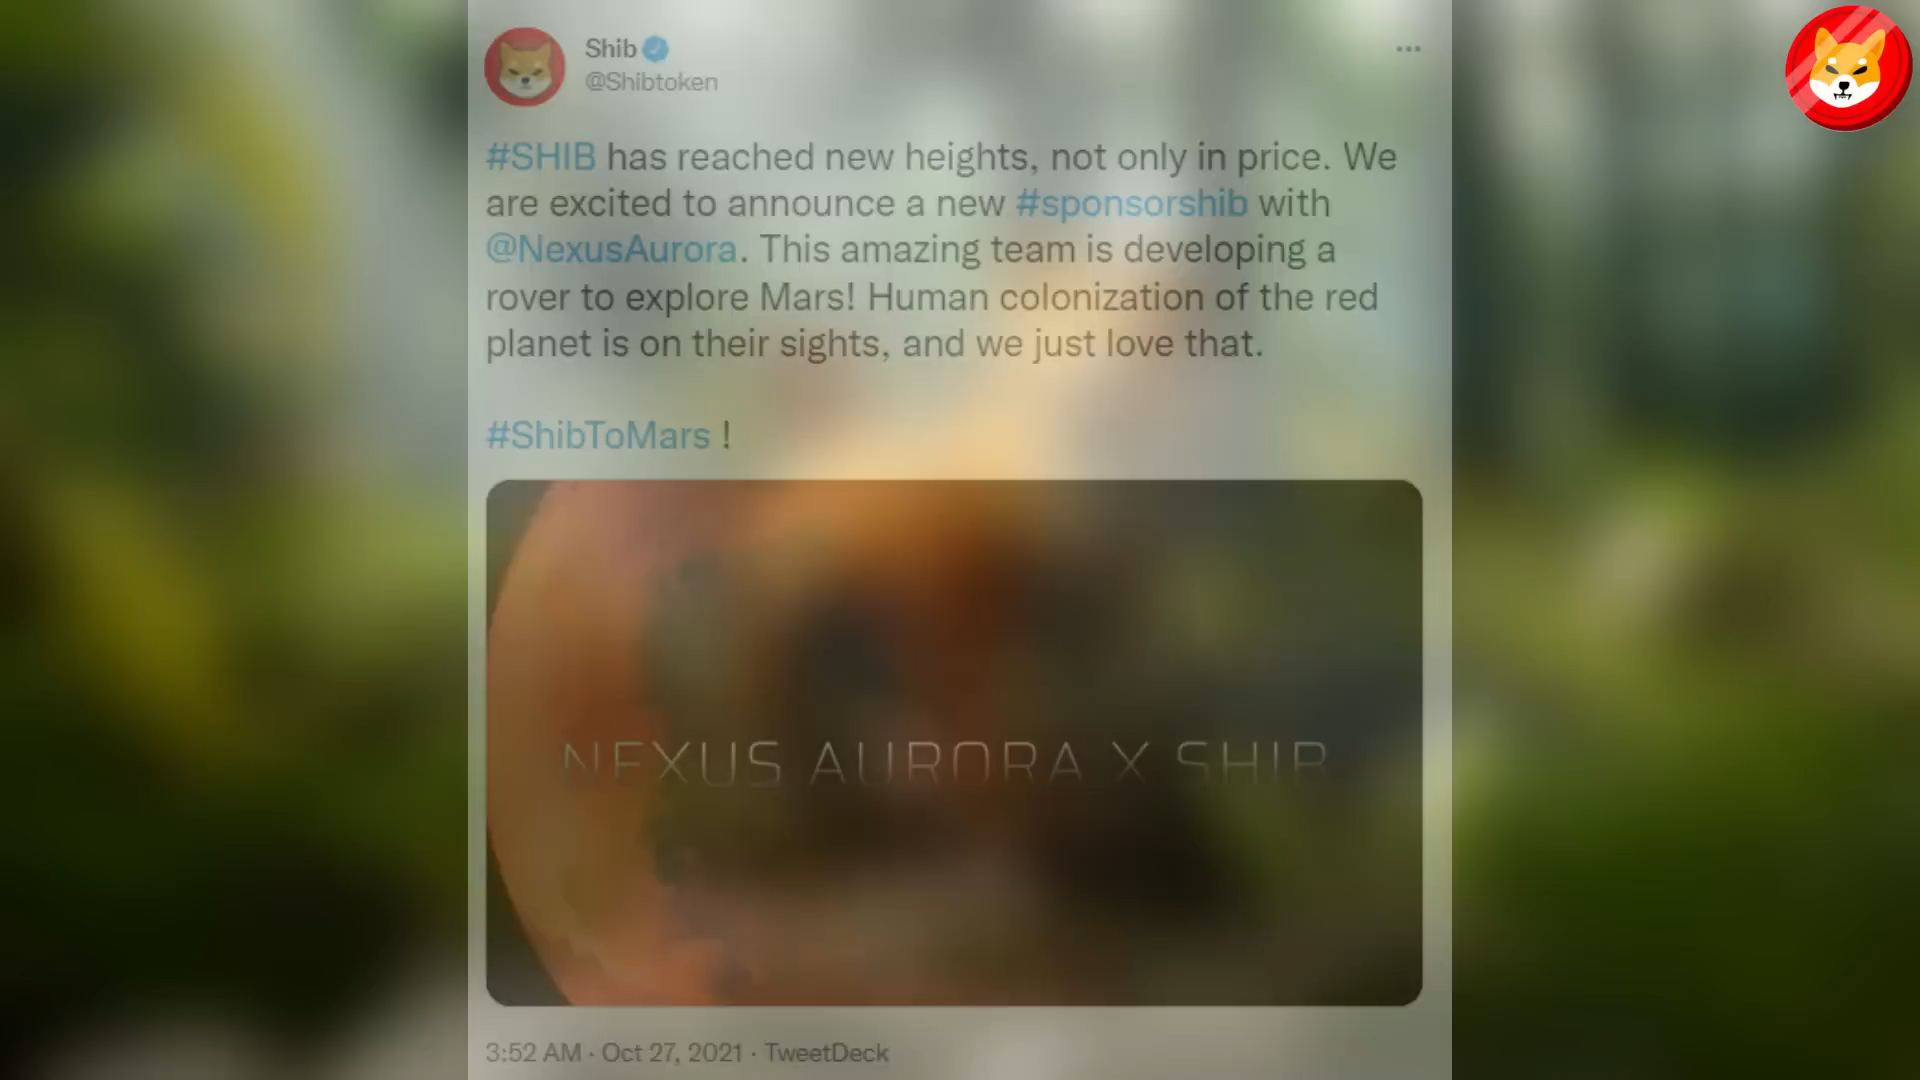 Shib
@Shibtoken
#SHIB has reached new heights, not only in price. We
are excited to announce a new #sponsorshib with
@NexusAurora. This amazing team is developing a
rover to explore Mars! Human colonization of the red
planet is on their sights, and we just love that.
#ShibToMars !
NEXUS AURORA X SHIB
3:52 AM · Oct 27, 2021 · TweetDeck